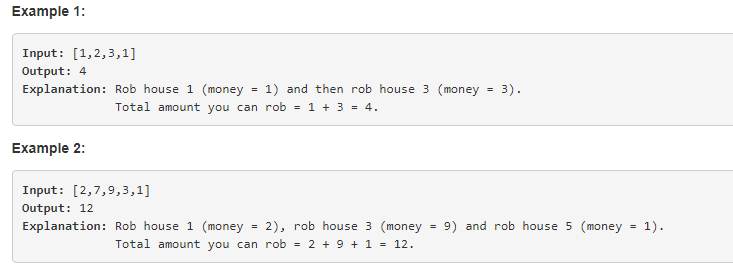 Example 1:
Input: [1,2,3,1]
Output: 4
Explanation: Rob house 1 (money = 1) and then rob house 3 (money = 3).
Total amount you can rob = 1 + 3 = 4.
Example 2:
Input: [2,7,9,3,1]
Output: 12
Explanation: Rob house 1 (money = 2), rob house 3 (money = 9) and rob house 5 (money = 1).
Total amount you can rob = 2 + 9 + 1 = 12.